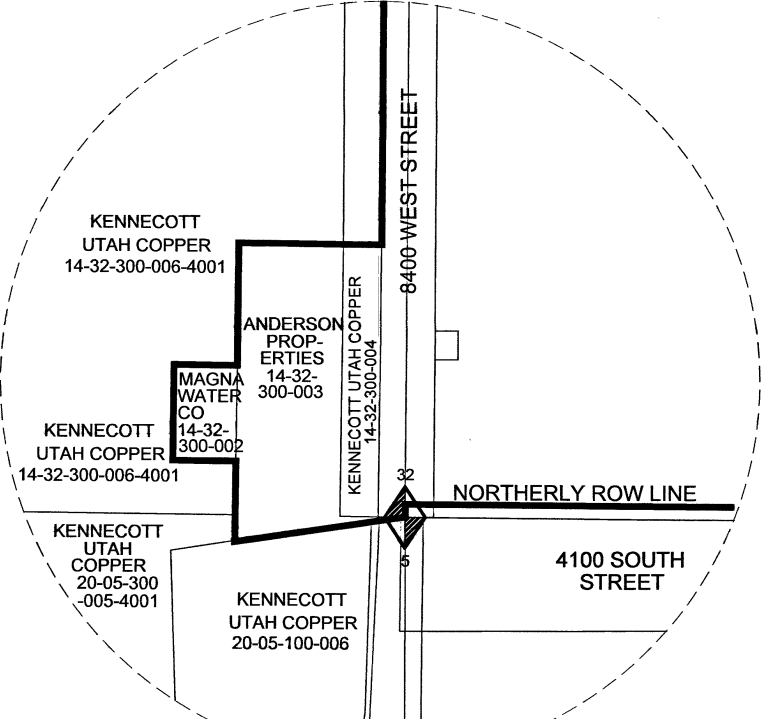 8400 WEST STREET
KENNECOTT
UTAH COPPER
14-32-300-006-4001
ANDERSON
PROP-
ERTIES
14-32-
300-003
KENNECOTT UTAH COPPER
14-32-300-004
MAGNA
WATER
CO
14-32-
300-002
KENNECOTT
UTAH COPPER
14-32-300-006-4001
32
NORTHERLY ROW LINE
KENNECOTT
UTAH
COPPER
20-05-300
-005-4001
5
4100 SOUTH
STREET
KENNECOTT
UTAH COPPER
20-05-100-006